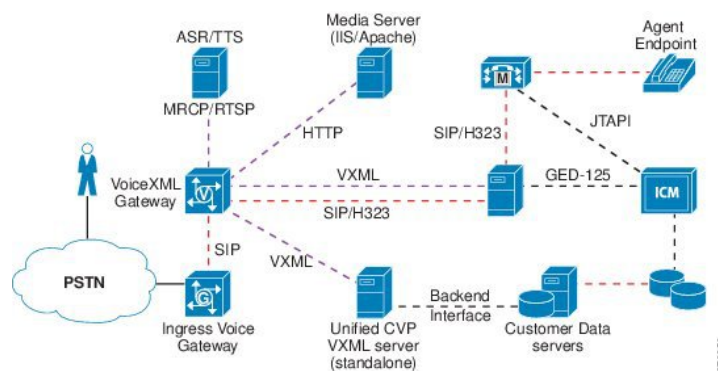 ASR/TTS
Media Server
(IIS/Apache)
Agent
Endpoint
MRCP/RTSP
HTTP
M
SIP/H323
JTAPI
VoiceXML
Gateway
V
VXML
GED-125
ICM
SIP/H323
SIP
VXML
PSTN
G
Ingress Voice
Gateway
Unified CVP
VXML server
(standalone)
Backend
Interface
Customer Data
servers